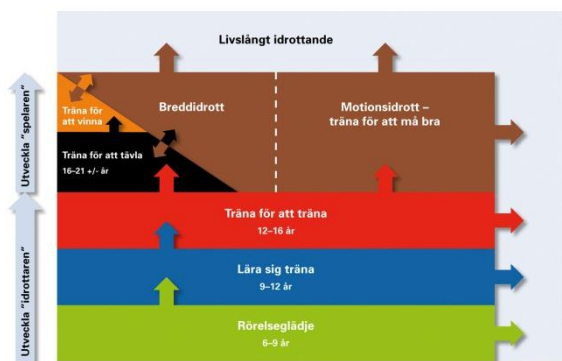 Livslångt idrottande
Träna för
att vinna
Breddidrott
Motionsidrott –
träna för att må bra
Träna för att tävla
16–21 +/- år
Träna för att träna
12–16 år
Lära sig träna
9–12 år
Rörelseglädje
6–9 år
Utveckla "spelaren"
Utveckla "idrottaren"